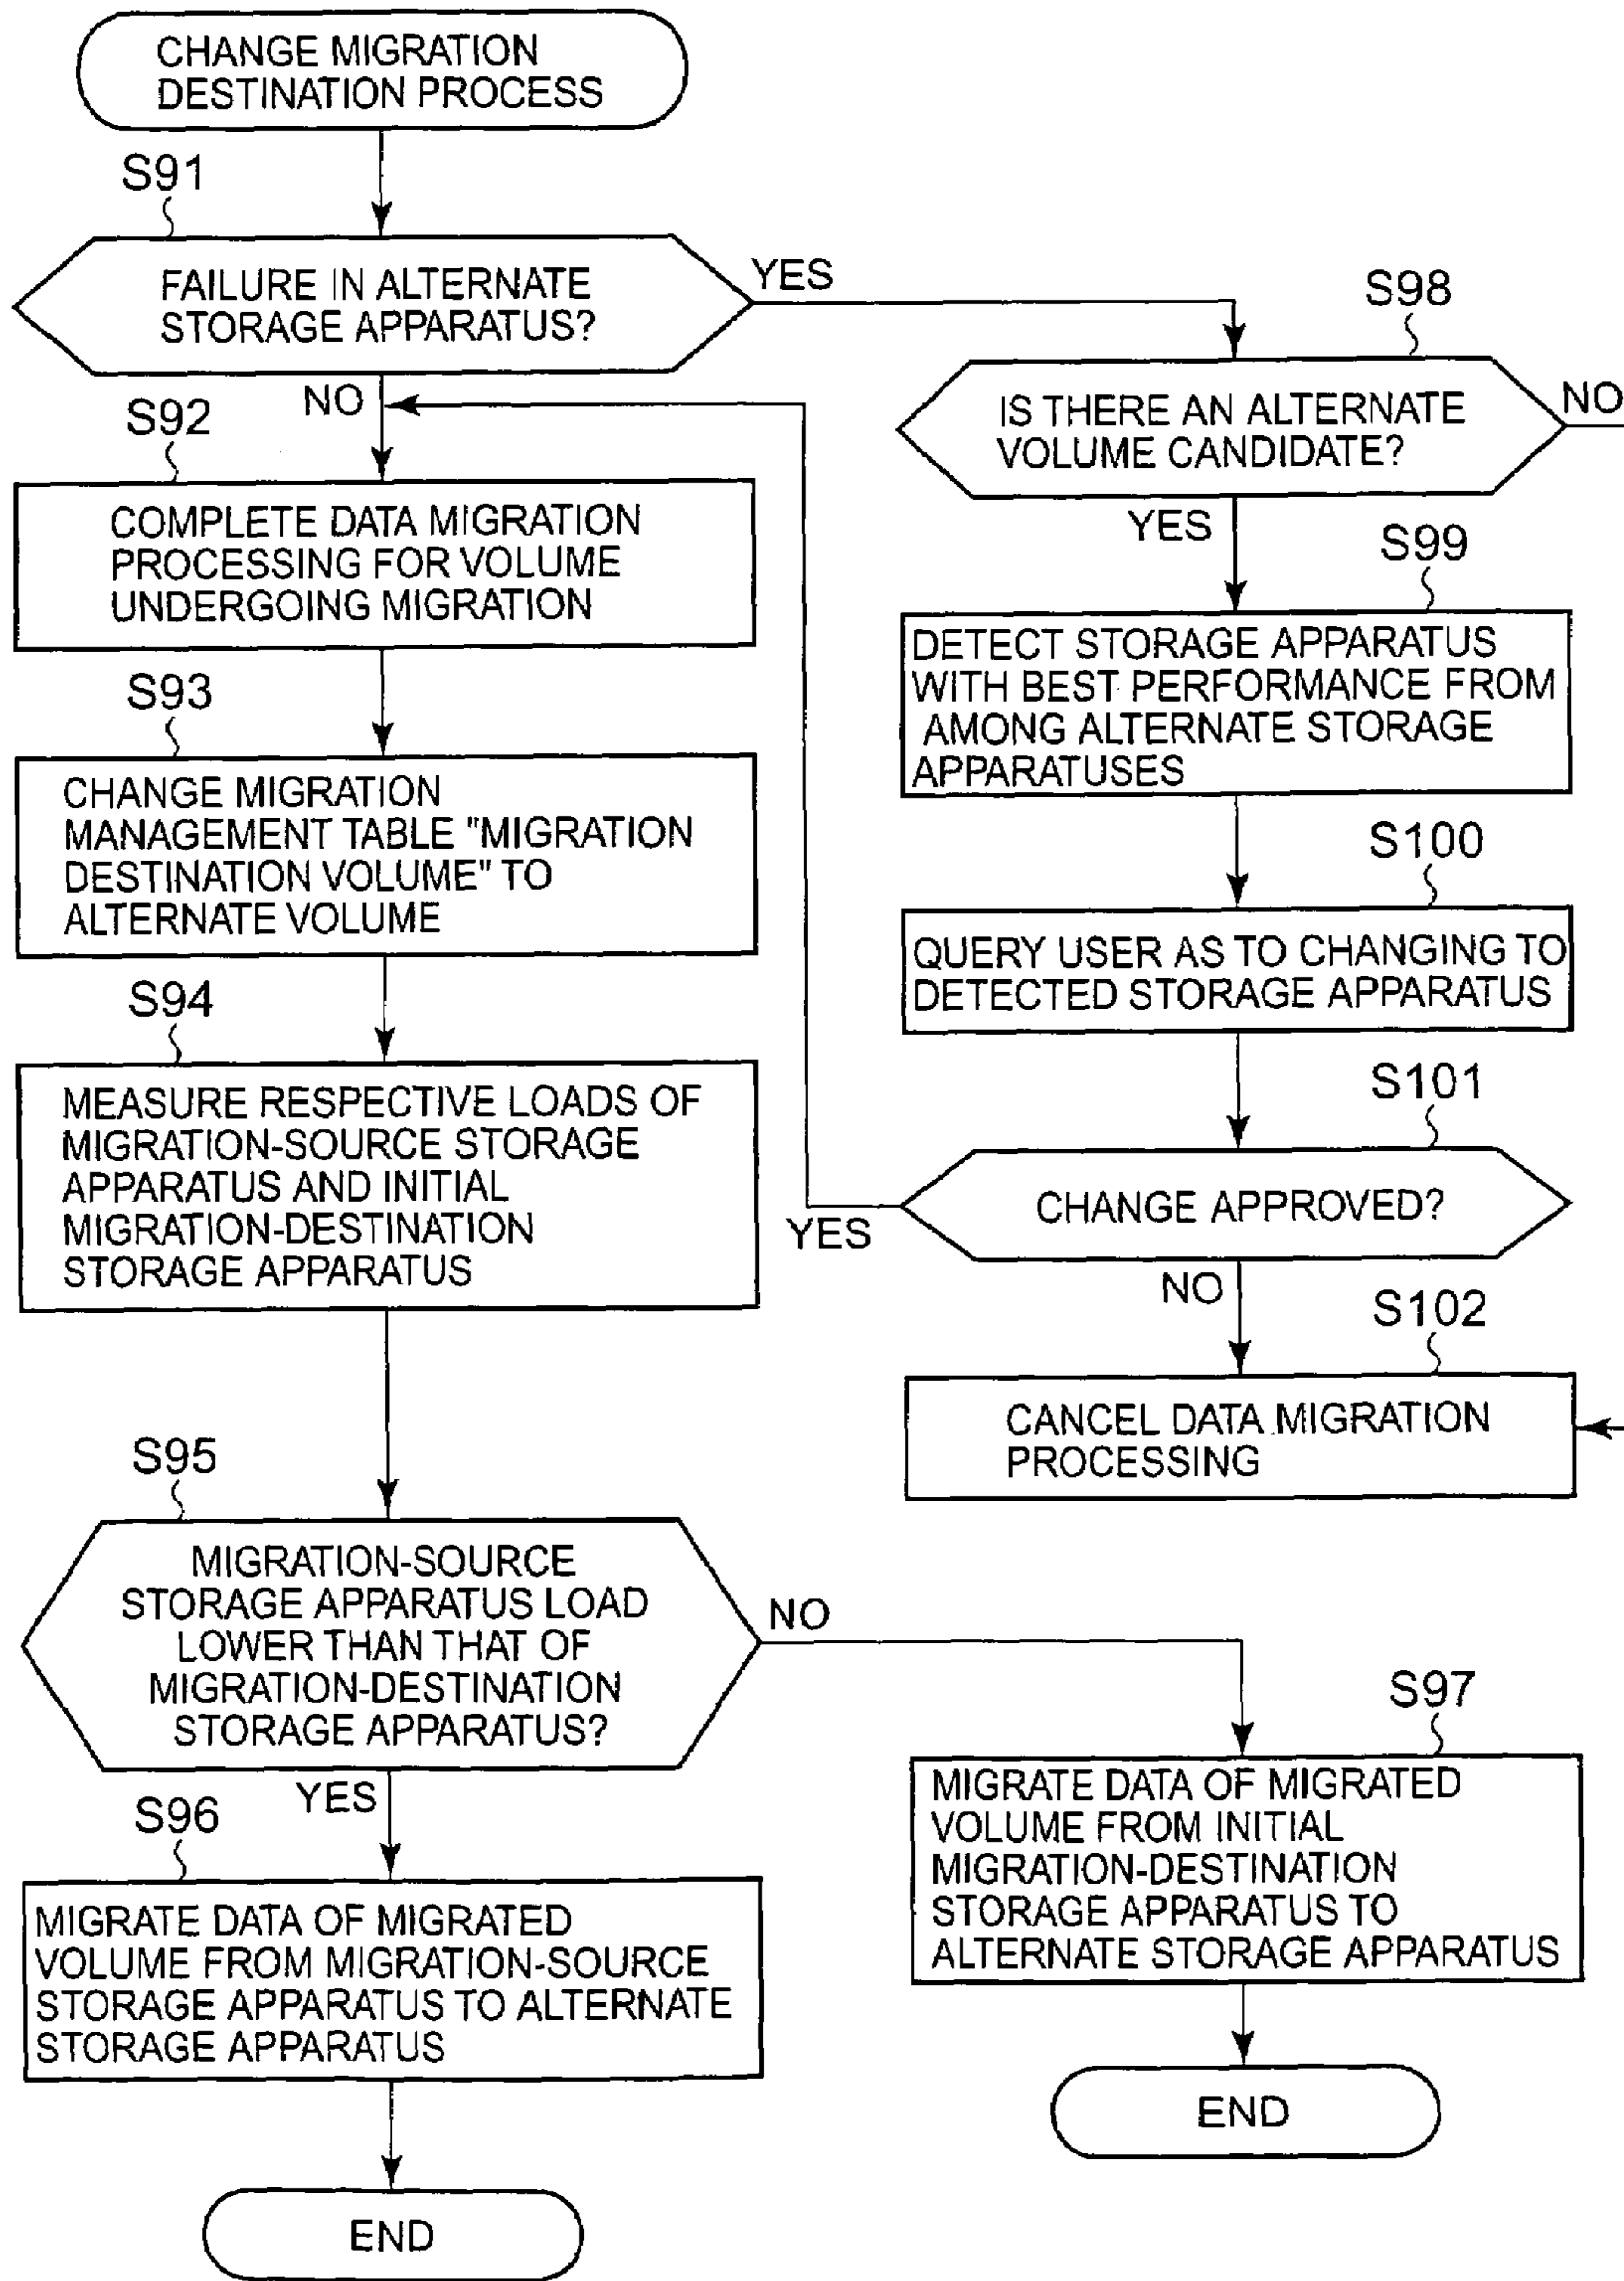 CHANGE MIGRATION
DESTINATION PROCESS
S91
FAILURE IN ALTERNATE
STORAGE APPARATUS?
YES
NO
S92
COMPLETE DATA MIGRATION
PROCESSING FOR VOLUME
UNDERGOING MIGRATION
S93
CHANGE MIGRATION
MANAGEMENT TABLE "MIGRATION
DESTINATION VOLUME" TO
ALTERNATE VOLUME
S94
MEASURE RESPECTIVE LOADS OF
MIGRATION-SOURCE STORAGE
APPARATUS AND INITIAL
MIGRATION-DESTINATION
STORAGE APPARATUS
S95
MIGRATION-SOURCE
STORAGE APPARATUS LOAD
LOWER THAN THAT OF
MIGRATION-DESTINATION
STORAGE APPARATUS?
NO
YES
S96
MIGRATE DATA OF MIGRATED
VOLUME FROM MIGRATION-SOURCE
STORAGE APPARATUS TO ALTERNATE
STORAGE APPARATUS
END
S97
MIGRATE DATA OF MIGRATED
VOLUME FROM INITIAL
MIGRATION-DESTINATION
STORAGE APPARATUS TO
ALTERNATE STORAGE APPARATUS
END
S98
IS THERE AN ALTERNATE
VOLUME CANDIDATE?
NO
YES
S99
DETECT STORAGE APPARATUS
WITH BEST PERFORMANCE FROM
AMONG ALTERNATE STORAGE
APPARATUSES
S100
QUERY USER AS TO CHANGING TO
DETECTED STORAGE APPARATUS
S101
CHANGE APPROVED?
YES
NO
S102
CANCEL DATA MIGRATION
PROCESSING